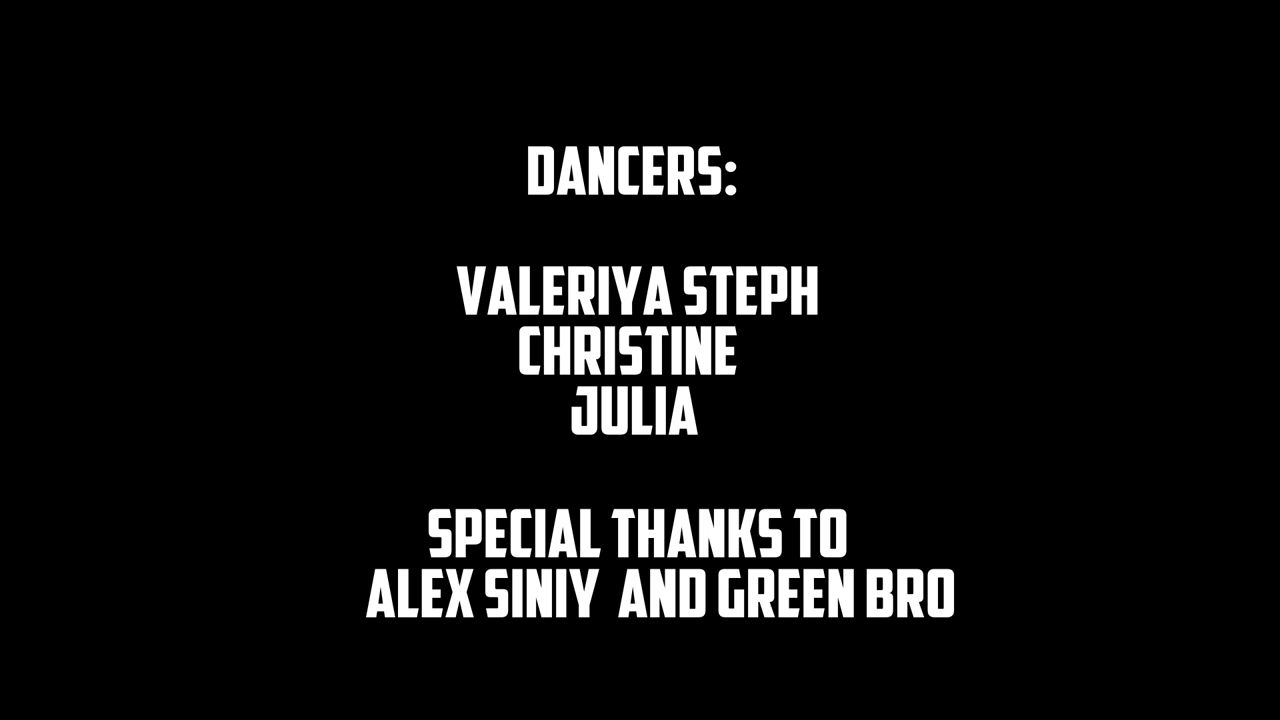 DANCERS:
VALERIYA STEPH
CHRISTINE
JULIA
SPECIAL THANKS TO
ALEX SINIY AND GREEN BRO